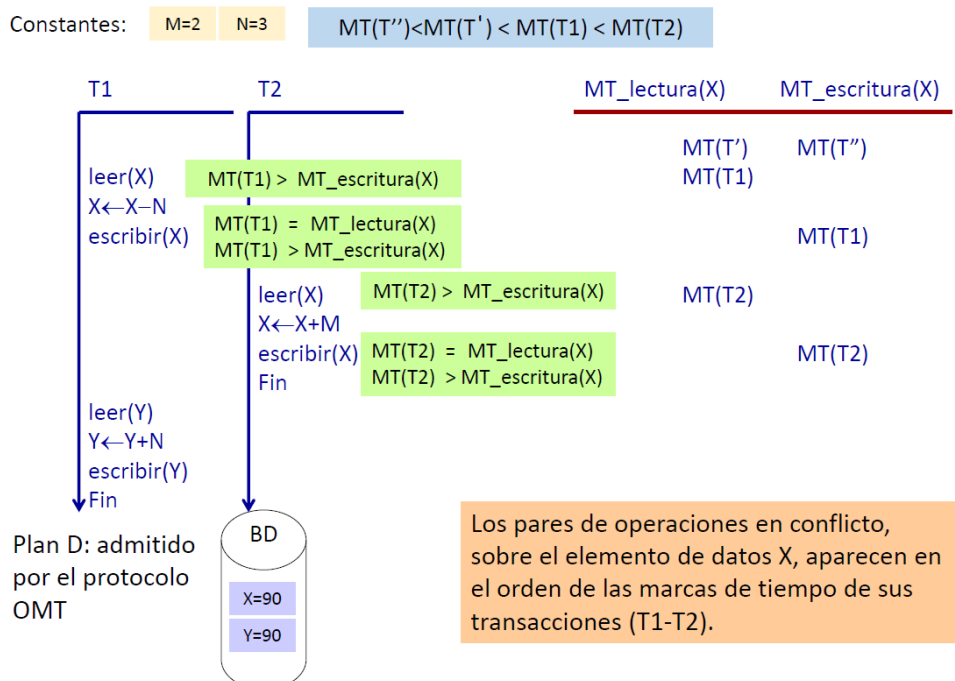 Constantes: M=2 N=3 MT(T'')<MT(T') < MT(T1) < MT(T2)
T1 T2 MT_lectura(X) MT_escritura(X)
MT(T') MT(T'')
leer(X) MT(T1) > MT_escritura(X) MT(T1)
X←X−N
MT(T1) = MT_lectura(X)
escribir(X) MT(T1) > MT_escritura(X) MT(T1)
leer(X) MT(T2) > MT_escritura(X) MT(T2)
X←X+M
escribir(X) MT(T2) = MT_lectura(X) MT(T2)
Fin MT(T2) > MT_escritura(X)
leer(Y)
Y←Y+N
escribir(Y)
Fin
Plan D: admitido
por el protocolo
OMT
BD
X=90
Y=90
Los pares de operaciones en conflicto,
sobre el elemento de datos X, aparecen en
el orden de las marcas de tiempo de sus
transacciones (T1-T2).